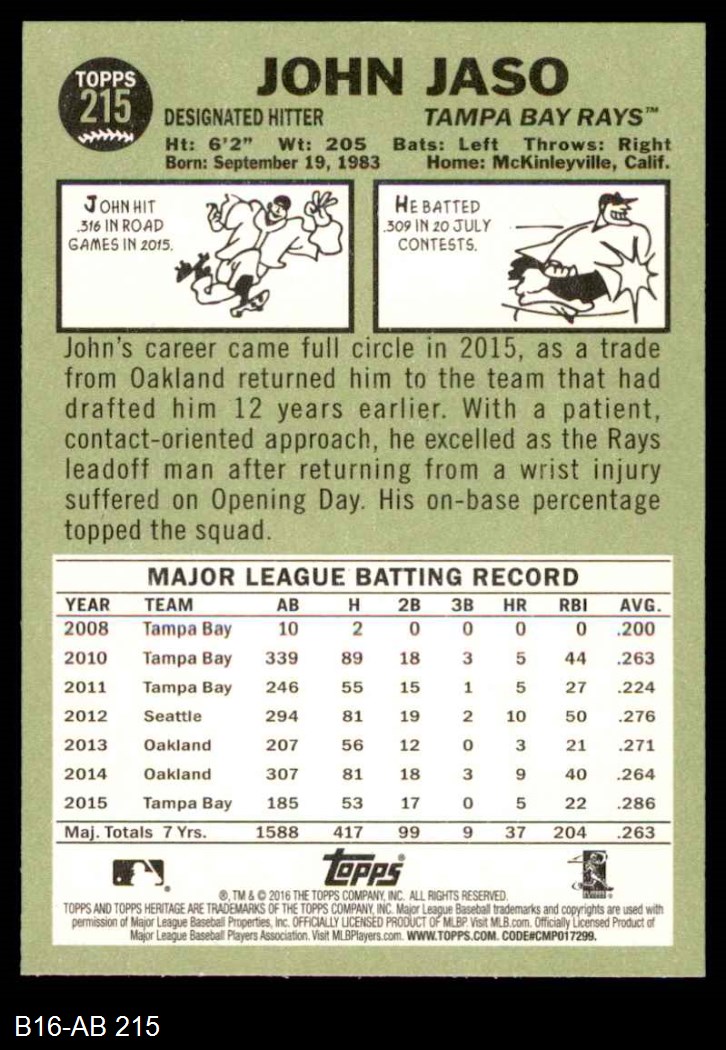 JOHN JASO
TOPPS
215
DESIGNATED HITTER TAMPA BAY RAYS™
Ht: 6'2" Wt: 205 Bats: Left Throws: Right
Born: September 19, 1983 Home: McKinleyville, Calif.
JOHN HIT
.316 IN ROAD
GAMES IN 2015.
HE BATTED
.309 IN 20 JULY
CONTESTS.
John's career came full circle in 2015, as a trade
from Oakland returned him to the team that had
drafted him 12 years earlier. With a patient,
contact-oriented approach, he excelled as the Rays
leadoff man after returning from a wrist injury
suffered on Opening Day. His on-base percentage
topped the squad.
MAJOR LEAGUE BATTING RECORD
YEAR TEAM AB H 2B 3B HR RBI AVG.
2008 Tampa Bay 10 2 0 0 0 0 .200
2010 Tampa Bay 339 89 18 3 5 44 .263
2011 Tampa Bay 246 55 15 1 5 27 .224
2012 Seattle 294 81 19 2 10 50 .276
2013 Oakland 207 56 12 0 3 21 .271
2014 Oakland 307 81 18 3 9 40 .264
2015 Tampa Bay 185 53 17 0 5 22 .286
Maj. Totals 7 Yrs. 1588 417 99 9 37 204 .263
topps®
®, TM & © 2016 THE TOPPS COMPANY, INC. ALL RIGHTS RESERVED.
TOPPS AND TOPPS HERITAGE ARE TRADEMARKS OF THE TOPPS COMPANY, INC. Major League Baseball trademarks and copyrights are used with
permission of Major League Baseball Properties, Inc. OFFICIALLY LICENSED PRODUCT OF MLBP Visit MLB.com. Officially Licensed Product of
Major League Baseball Players Association. Visit MLBPlayers.com. WWW.TOPPS.COM. CODE#CMP017299.
B16-AB 215